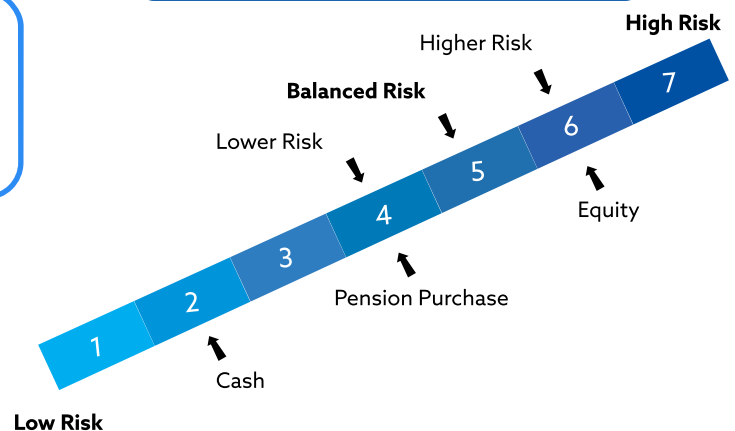 High Risk
Higher Risk
7
Balanced Risk
6
Lower Risk
5
Equity
4
3
Pension Purchase
2
1
Cash
Low Risk